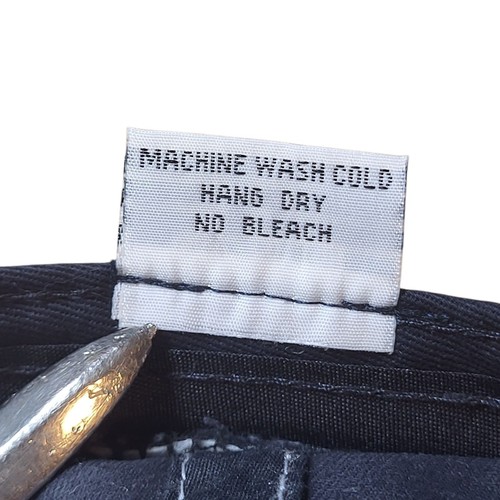 MACHINE WASH COLD
HANG DRY
NO BLEACH